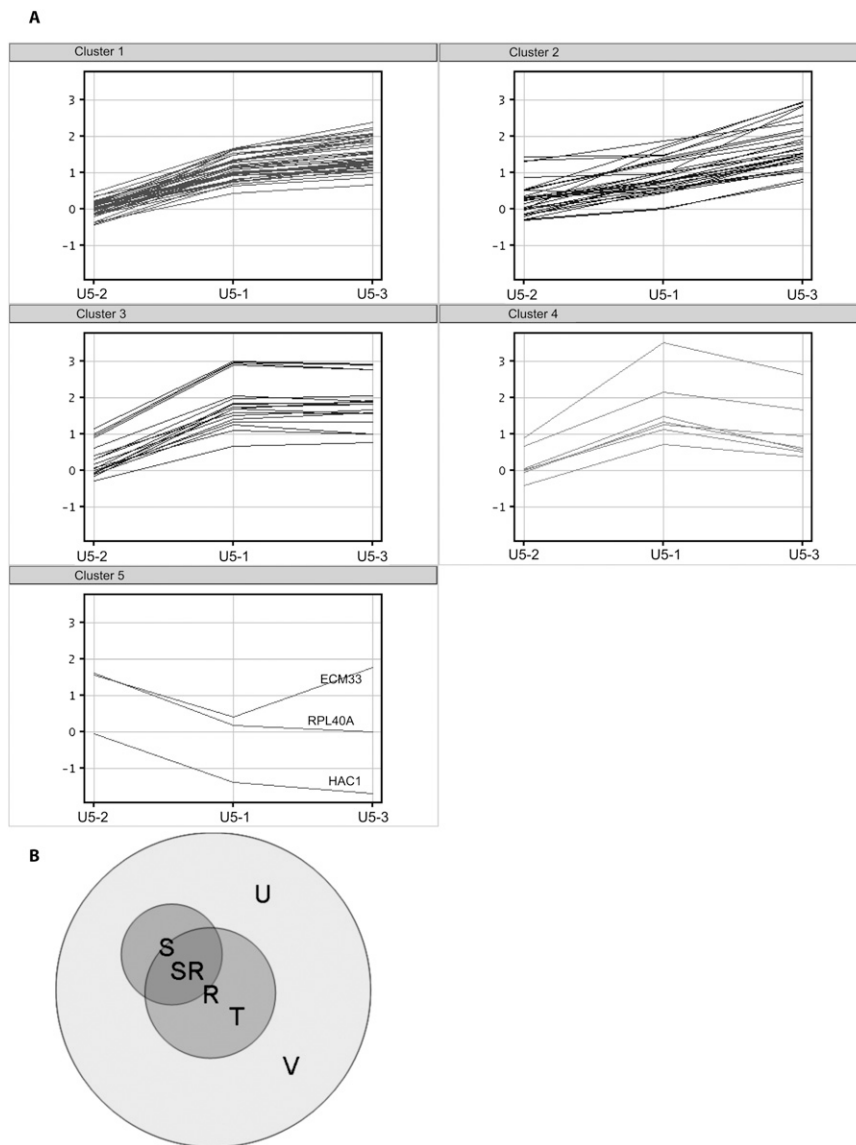 A
Cluster 1
Cluster 2
3
2
1
0
-1
U5-2 U5-1 U5-3
3
2
1
0
-1
U5-2 U5-1 U5-3
Cluster 3
Cluster 4
3
2
1
0
-1
U5-2 U5-1 U5-3
3
2
1
0
-1
U5-2 U5-1 U5-3
Cluster 5
3
2
1
0
-1
ECM33
RPL40A
HAC1
U5-2 U5-1 U5-3
B
U
S
SR
R
T
V